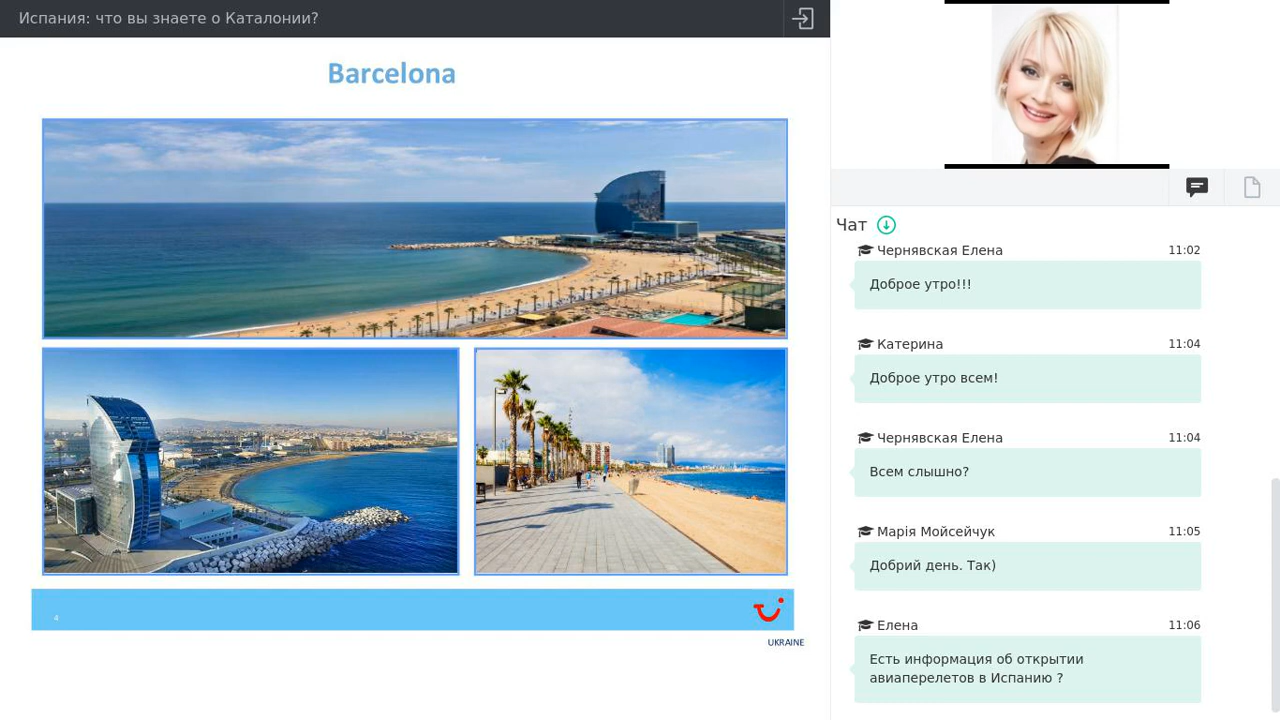 Испания: что вы знаете о Каталонии?
Barcelona
4
UKRAINE
Чат
Чернявская Елена 11:02
Доброе утро!!!
Катерина 11:04
Доброе утро всем!
Чернявская Елена 11:04
Всем слышно?
Марія Мойсейчук 11:05
Добрий день. Так)
Елена 11:06
Есть информация об открытии
авиаперелетов в Испанию ?